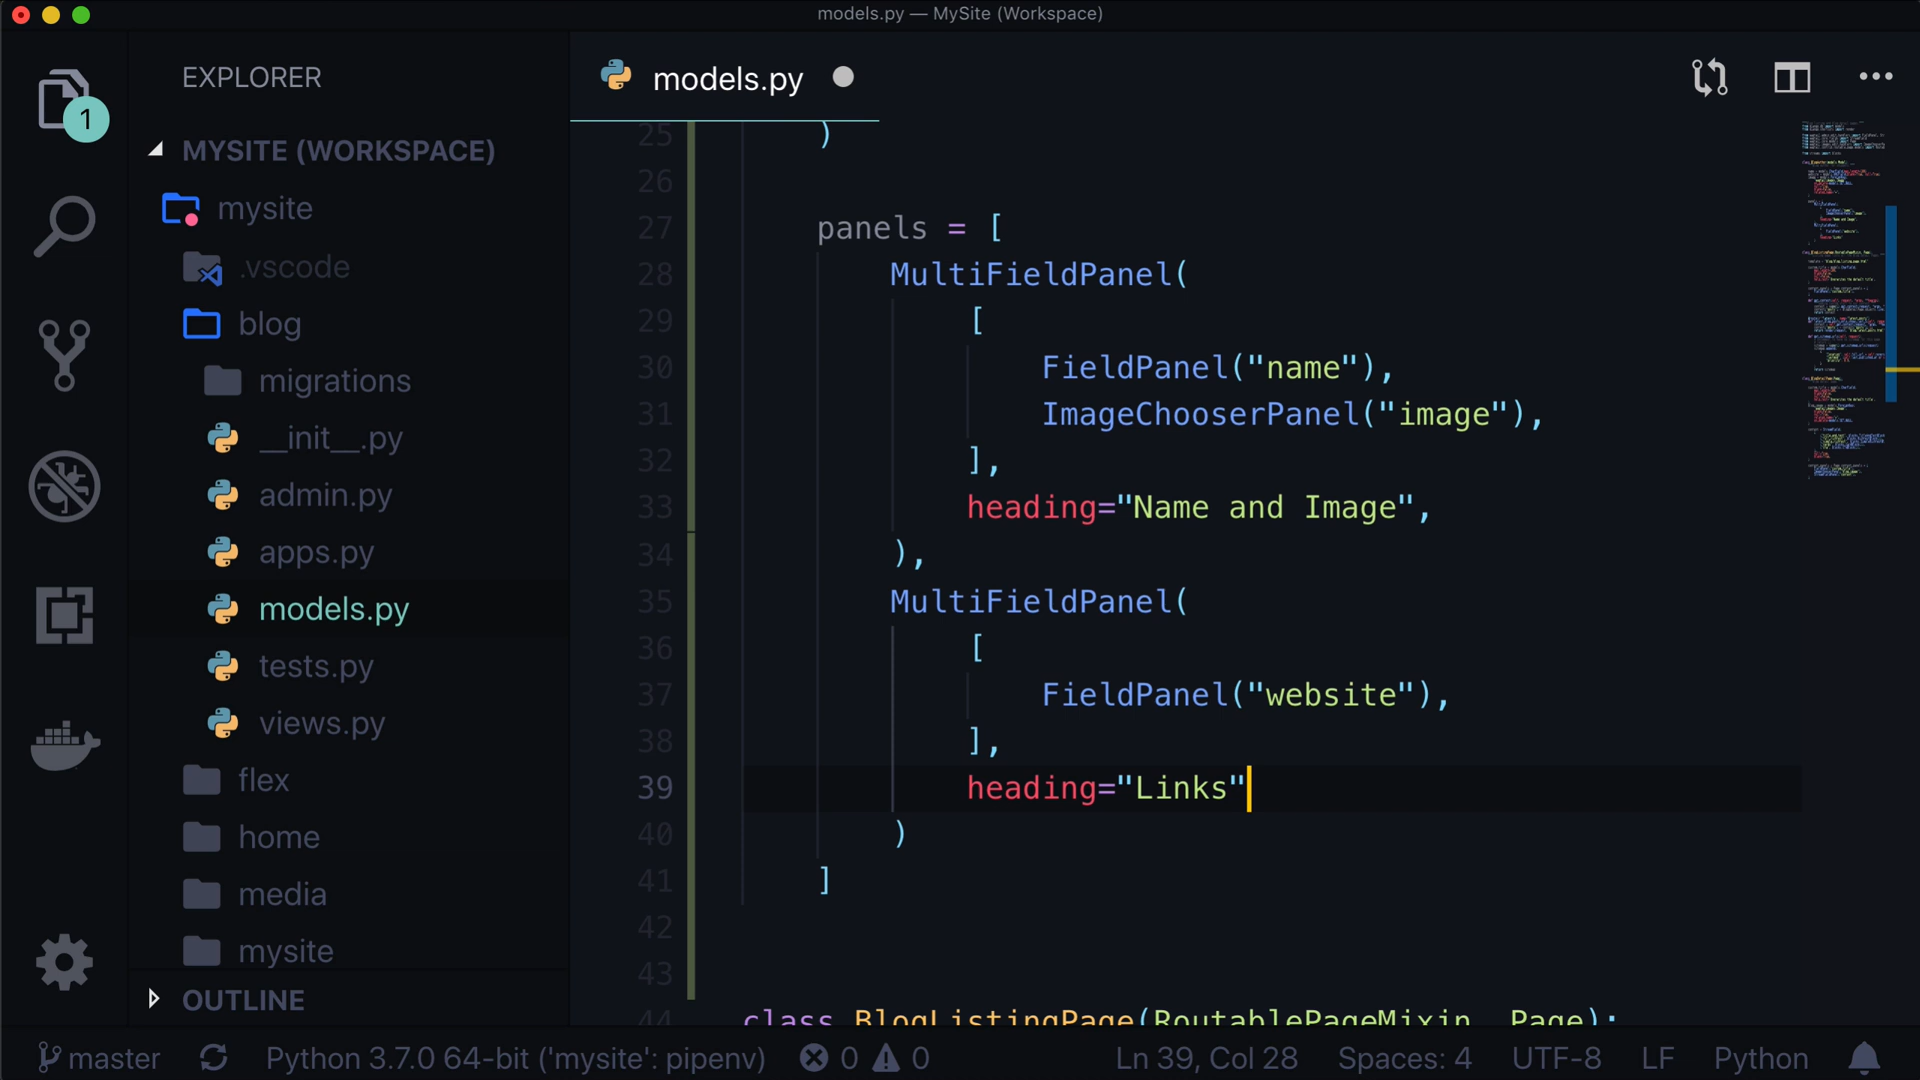 models.py — MySite (Workspace)
EXPLORER
1
MYSITE (WORKSPACE)
mysite
.vscode
blog
migrations
__init__.py
admin.py
apps.py
models.py
tests.py
views.py
flex
home
media
mysite
OUTLINE
models.py
25 )
26
27 panels = [
28 MultiFieldPanel(
29 [
30 FieldPanel("name"),
31 ImageChooserPanel("image"),
32 ],
33 heading="Name and Image",
34 ),
35 MultiFieldPanel(
36 [
37 FieldPanel("website"),
38 ],
39 heading="Links"
40 )
41 ]
42
43
44 class BlogListingPage(RoutablePageMixin, Page):
master Python 3.7.0 64-bit ('mysite': pipenv) 0 0 Ln 39, Col 28 Spaces: 4 UTF-8 LF Python